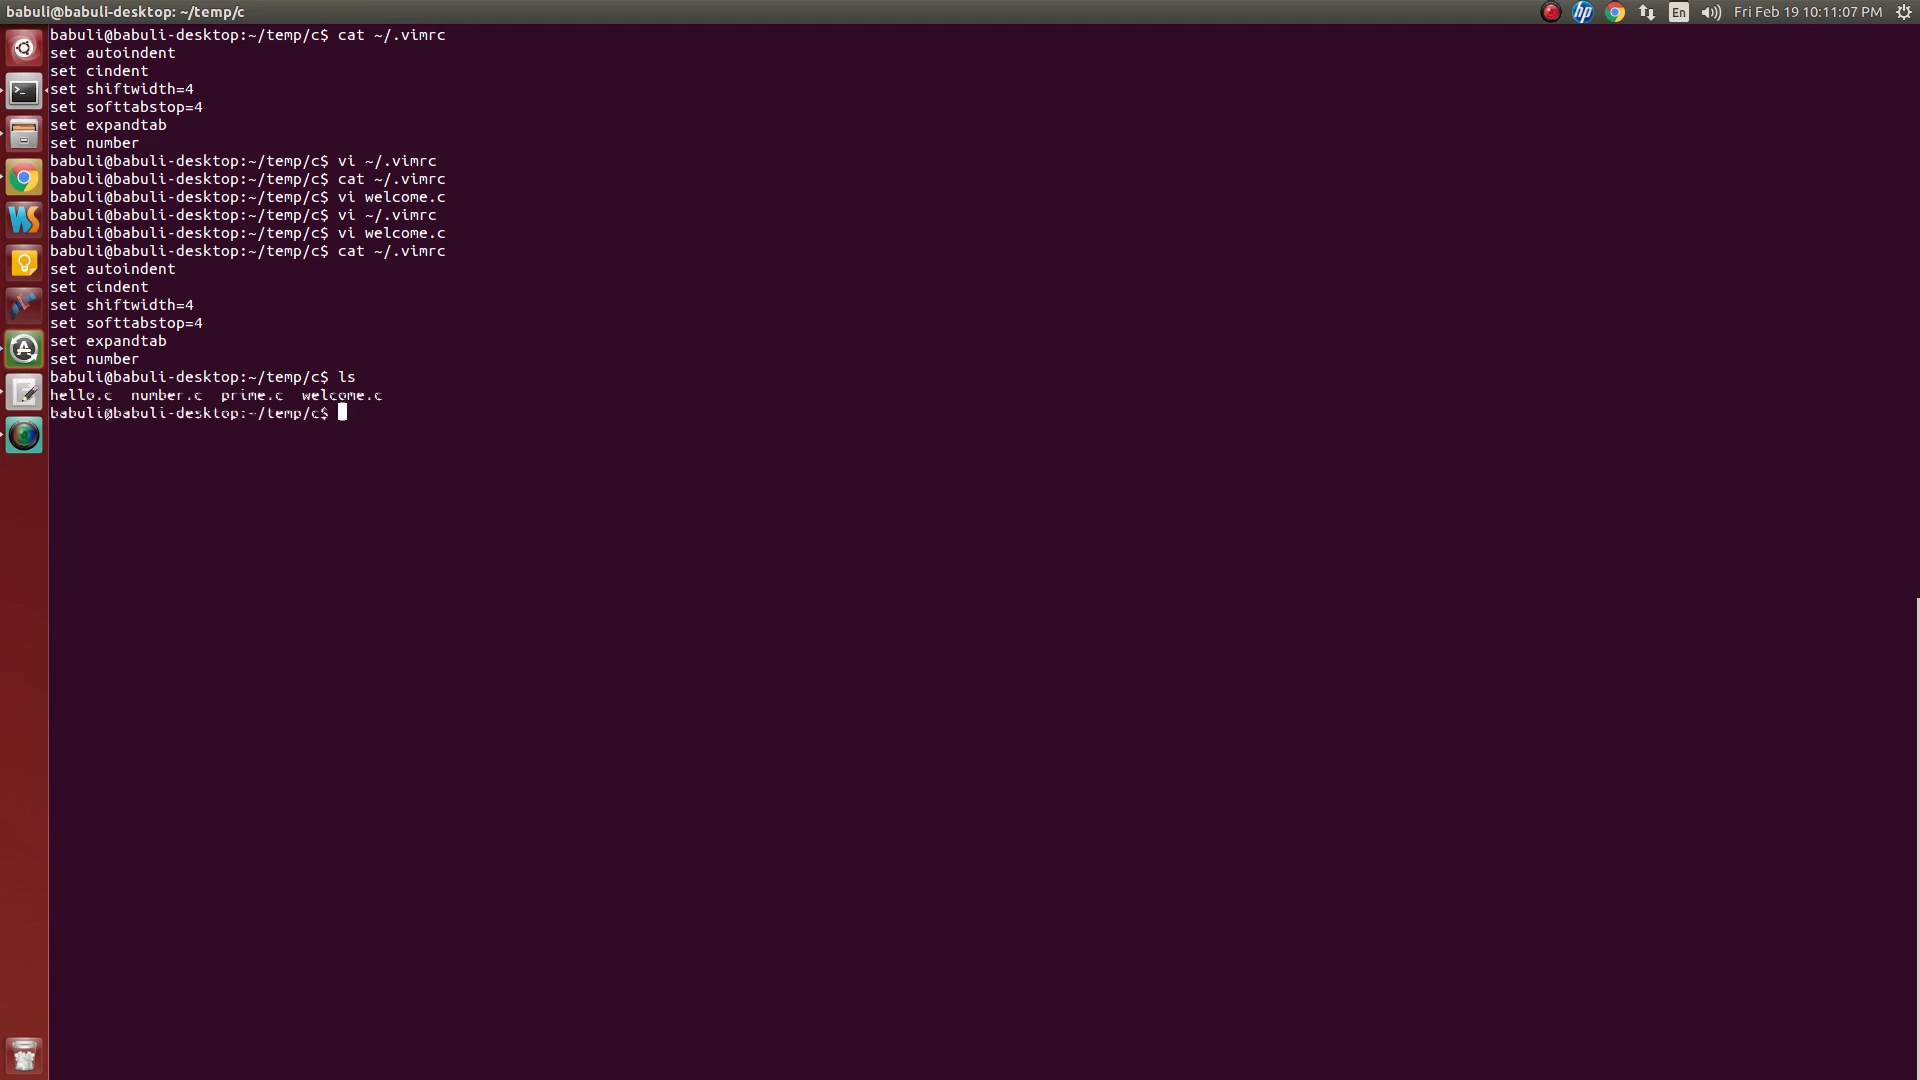 babuli@babuli-desktop: ~/temp/c
En
Fri Feb 19 10:11:07 PM
babuli@babuli-desktop:~/temp/c$ cat ~/.vimrc
set autoindent
set cindent
set shiftwidth=4
set softtabstop=4
set expandtab
set number
babuli@babuli-desktop:~/temp/c$ vi ~/.vimrc
babuli@babuli-desktop:~/temp/c$ cat ~/.vimrc
babuli@babuli-desktop:~/temp/c$ vi welcome.c
babuli@babuli-desktop:~/temp/c$ vi ~/.vimrc
babuli@babuli-desktop:~/temp/c$ vi welcome.c
babuli@babuli-desktop:~/temp/c$ cat ~/.vimrc
set autoindent
set cindent
set shiftwidth=4
set softtabstop=4
set expandtab
set number
babuli@babuli-desktop:~/temp/c$ ls
hello.c  number.c  prime.c  welcome.c
babuli@babuli-desktop:~/temp/c$
hp
WS